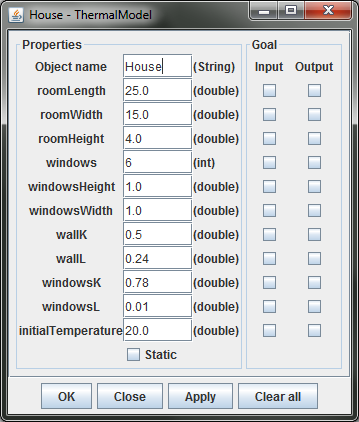 House - ThermalModel
Properties
Goal
Object name House (String) Input Output
roomLength 25.0 (double)
roomWidth 15.0 (double)
roomHeight 4.0 (double)
windows 6 (int)
windowsHeight 1.0 (double)
windowsWidth 1.0 (double)
wallK 0.5 (double)
wallL 0.24 (double)
windowsK 0.78 (double)
windowsL 0.01 (double)
initialTemperature 20.0 (double)
Static
OK Close Apply Clear all